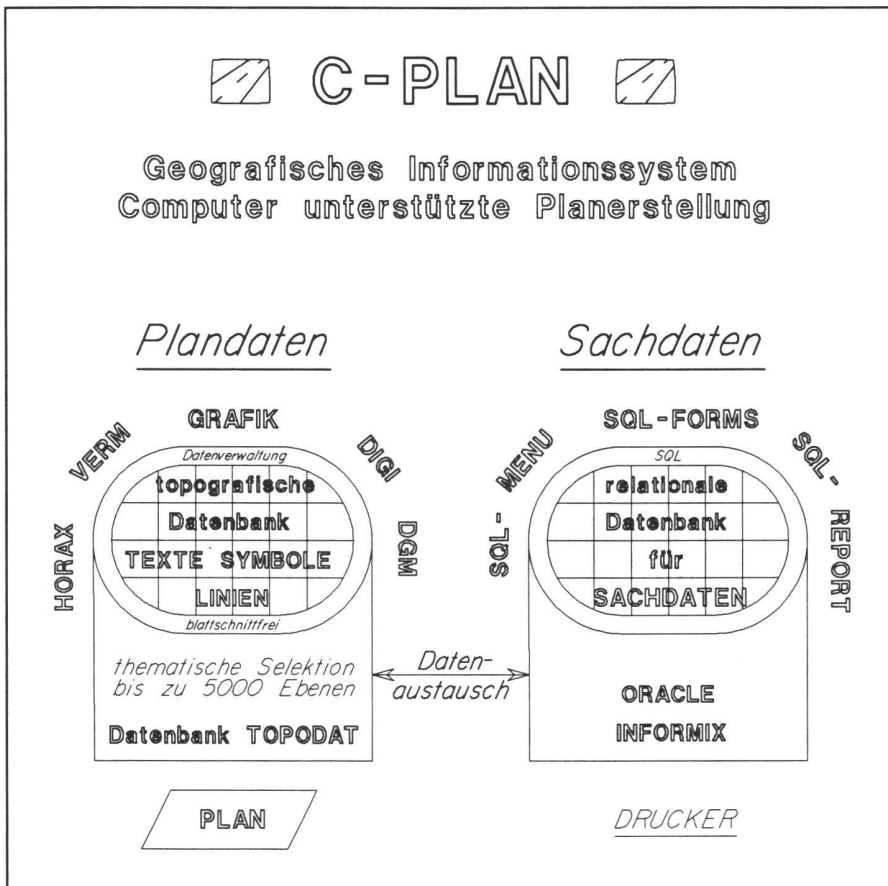 C-PLAN
Geografisches Informationssystem
Computer unterstützte Planerstellung
Plandaten
HORAX
VERM
GRAFIK
DIGI
DGM
Datenverwaltung
topografische
Datenbank
TEXTE SYMBOLE
LINIEN
blattschnittfrei
thematische Selektion
bis zu 5000 Ebenen
Datenbank TOPODAT
PLAN
Daten-
austausch
Sachdaten
SQL-MENU
SQL-FORMS
SQL-REPORT
SQL
relationale
Datenbank
für
SACHDATEN
ORACLE
INFORMIX
DRUCKER